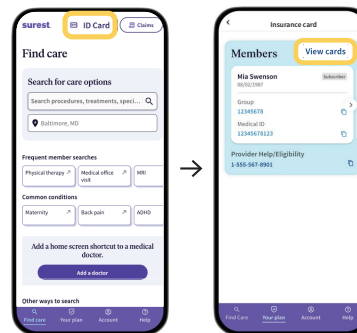 surest
ID Card
Claims
Find care
Search for care options
Search procedures, treatments, speci...
Baltimore, MD
Frequent member searches
Physical therapy
Medical office visit
MRI
Common conditions
Maternity
Back pain
ADHD
Add a home screen shortcut to a medical
doctor.
Add a doctor
Other ways to search
Find care
Your plan
Account
Help
Insurance card
Members
View cards
Mia Swenson
Subscriber
08/02/1987
Group
12345678
Medical ID
12345678123
Provider Help/Eligibility
1-555-567-8901
Find Care
Your plan
Account
Help